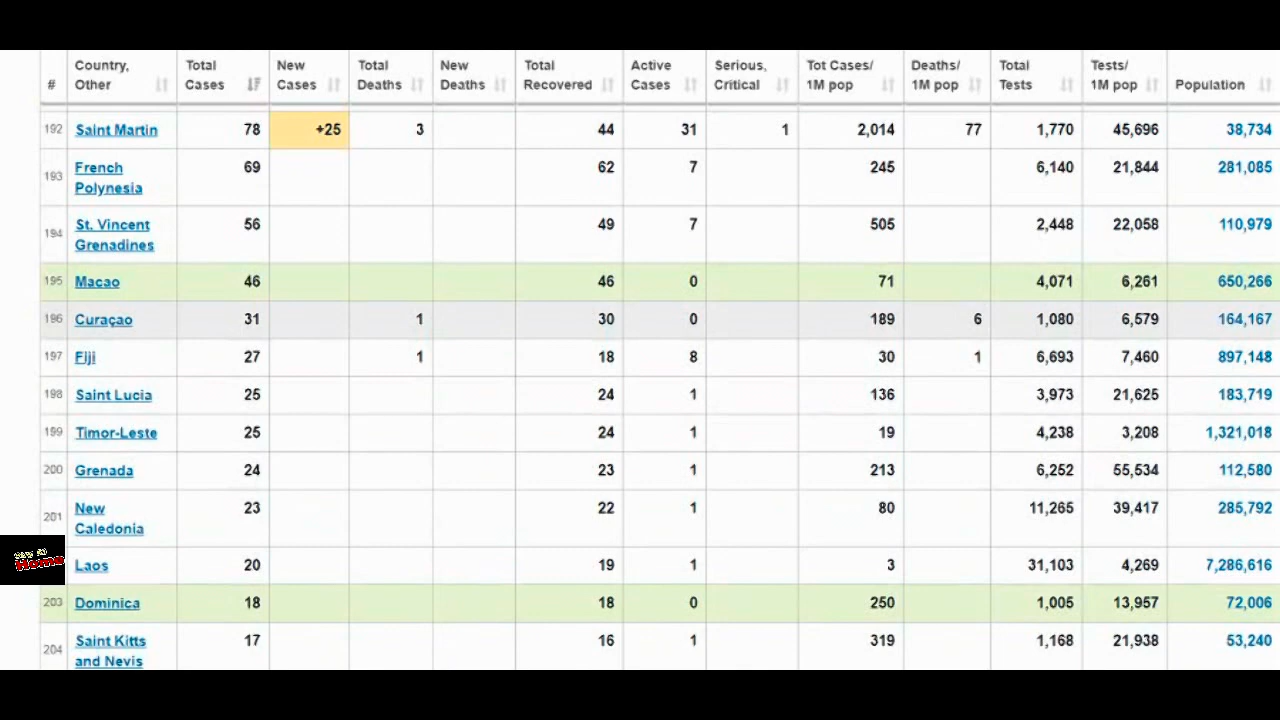 # Country, Other Total Cases New Cases Total Deaths New Deaths Total Recovered Active Cases Serious, Critical Tot Cases/ 1M pop Deaths/ 1M pop Total Tests Tests/ 1M pop Population
192 Saint Martin 78 +25 3 44 31 1 2,014 77 1,770 45,696 38,734
193 French Polynesia 69 62 7 245 6,140 21,844 281,085
194 St. Vincent Grenadines 56 49 7 505 2,448 22,058 110,979
195 Macao 46 46 0 71 4,071 6,261 650,266
196 Curaçao 31 1 30 0 189 6 1,080 6,579 164,167
197 Fiji 27 1 18 8 30 1 6,693 7,460 897,148
198 Saint Lucia 25 24 1 136 3,973 21,625 183,719
199 Timor-Leste 25 24 1 19 4,238 3,208 1,321,018
200 Grenada 24 23 1 213 6,252 55,534 112,580
201 New Caledonia 23 22 1 80 11,265 39,417 285,792
Laos 20 19 1 3 31,103 4,269 7,286,616
203 Dominica 18 18 0 250 1,005 13,957 72,006
204 Saint Kitts and Nevis 17 16 1 319 1,168 21,938 53,240
Home